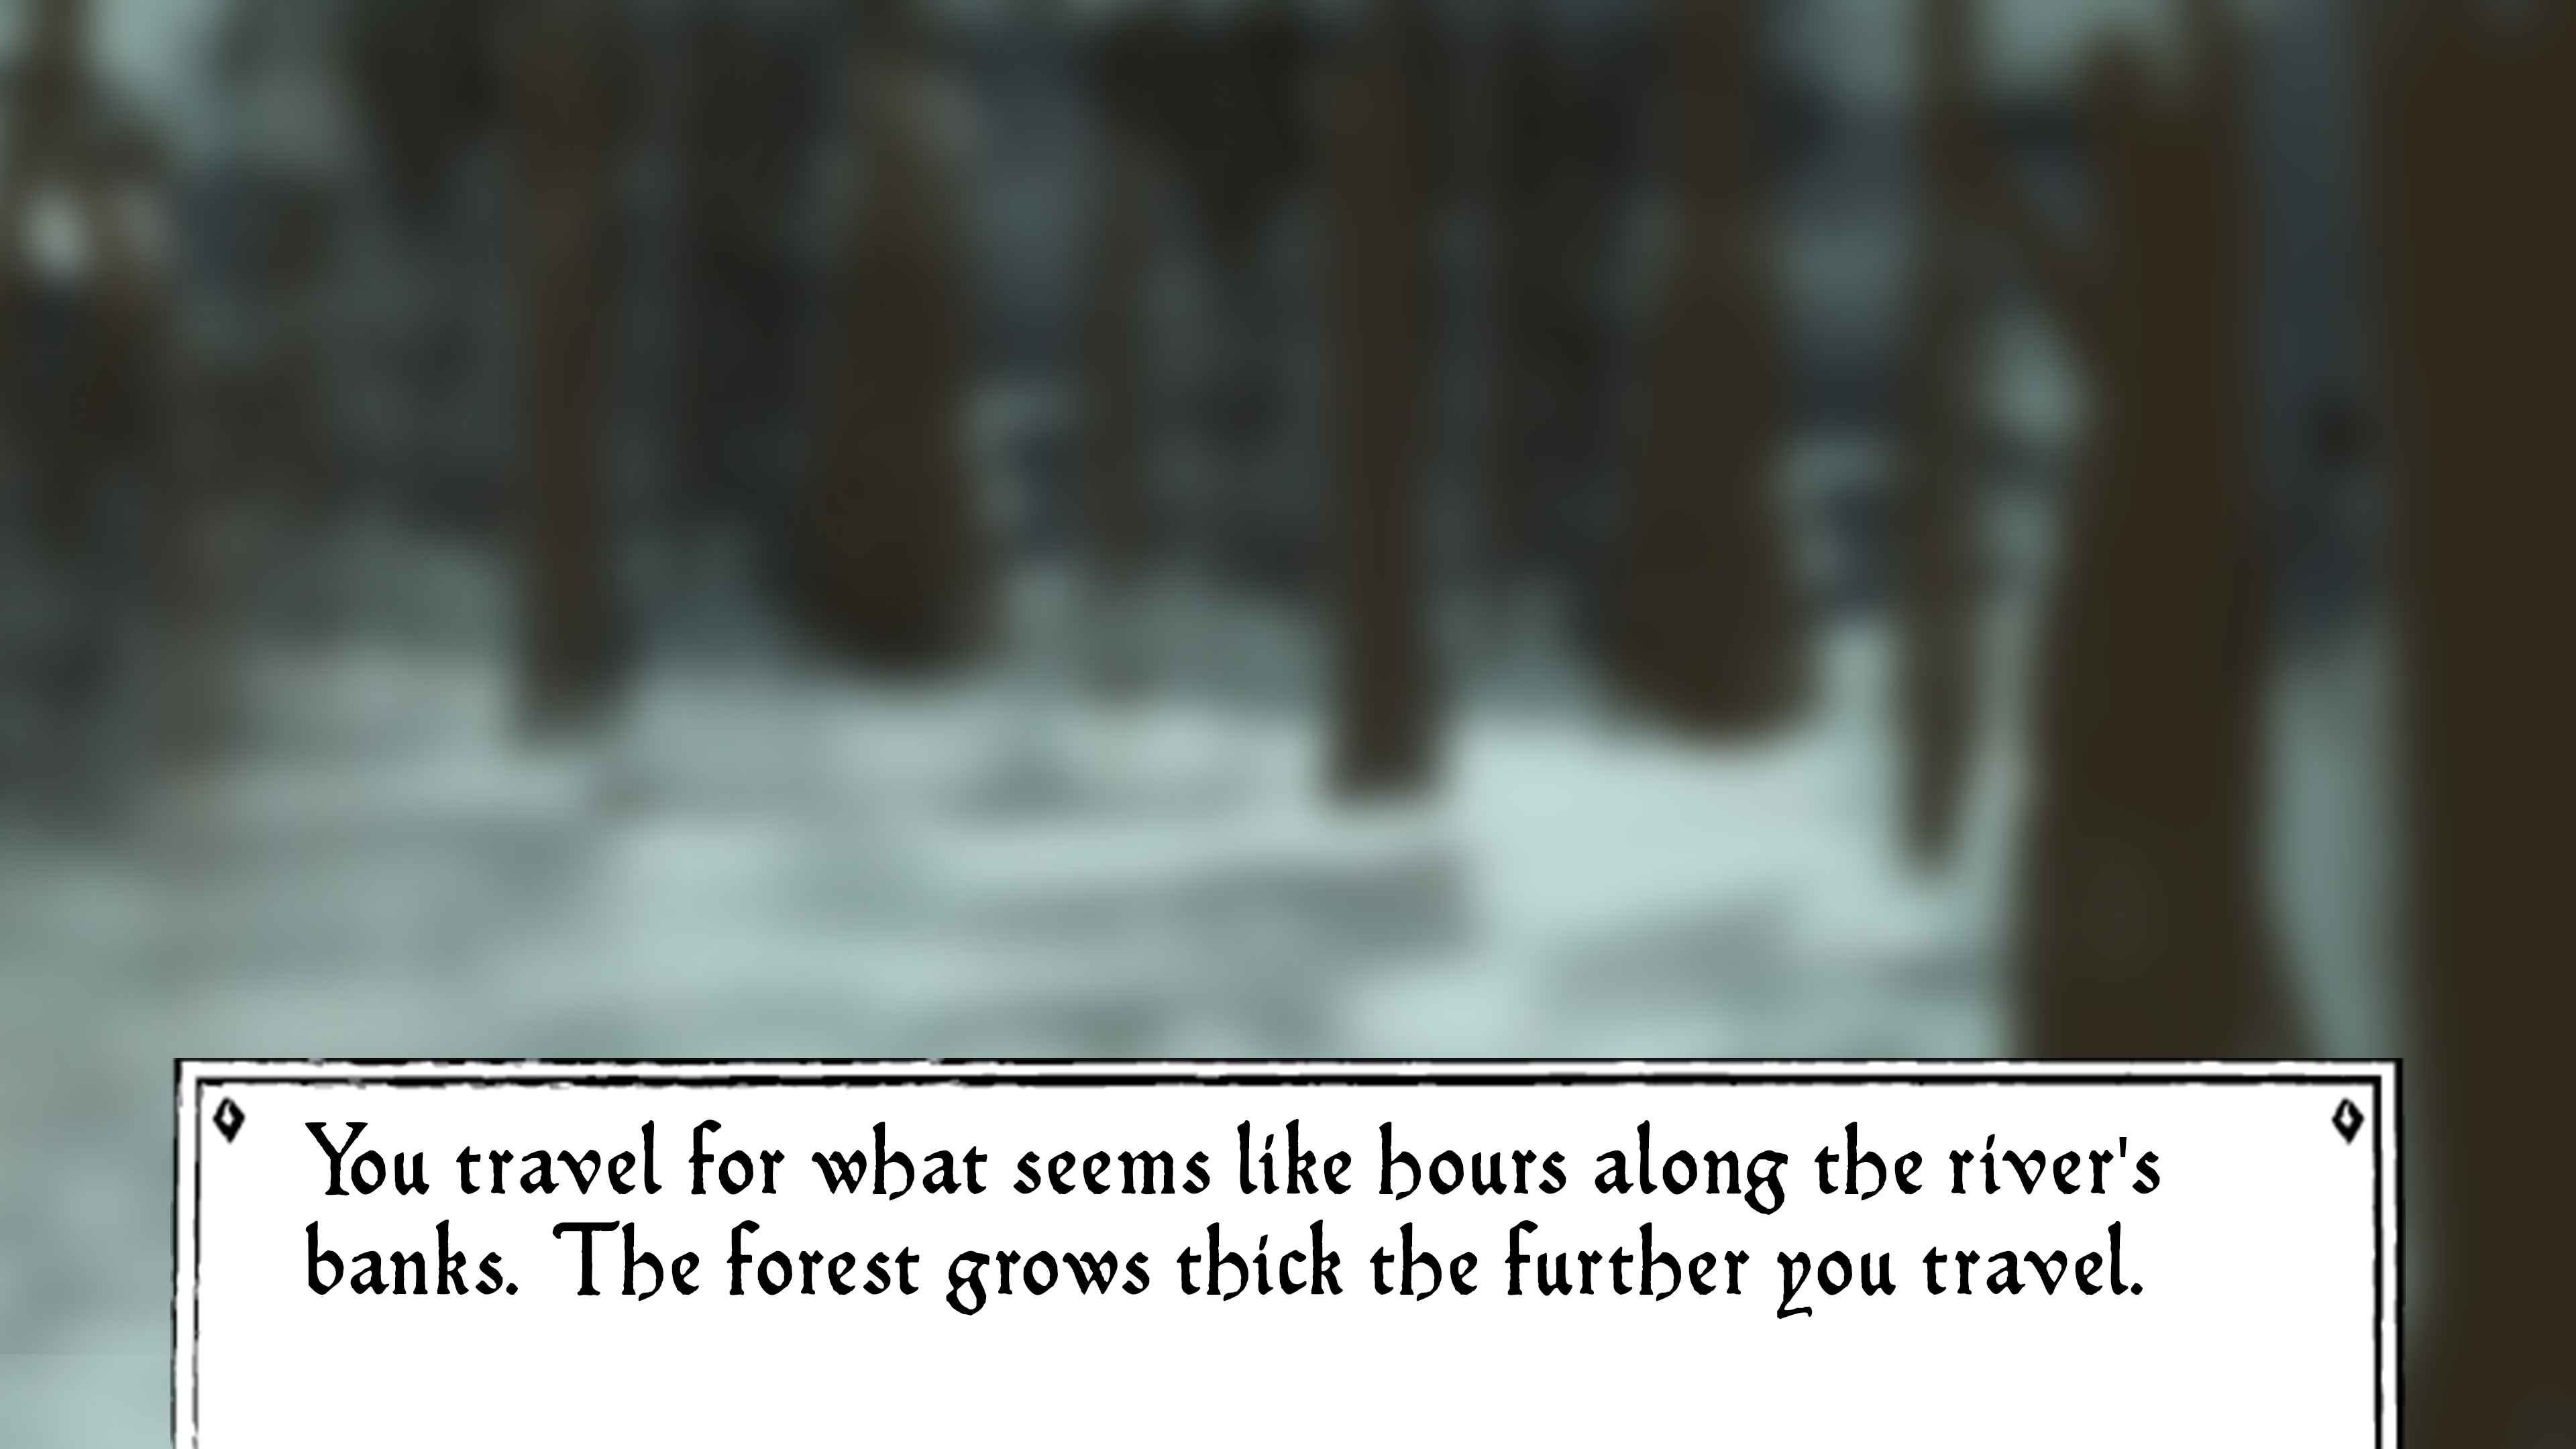 You travel for what seems like hours along the river's
banks. The forest grows thick the further you travel.